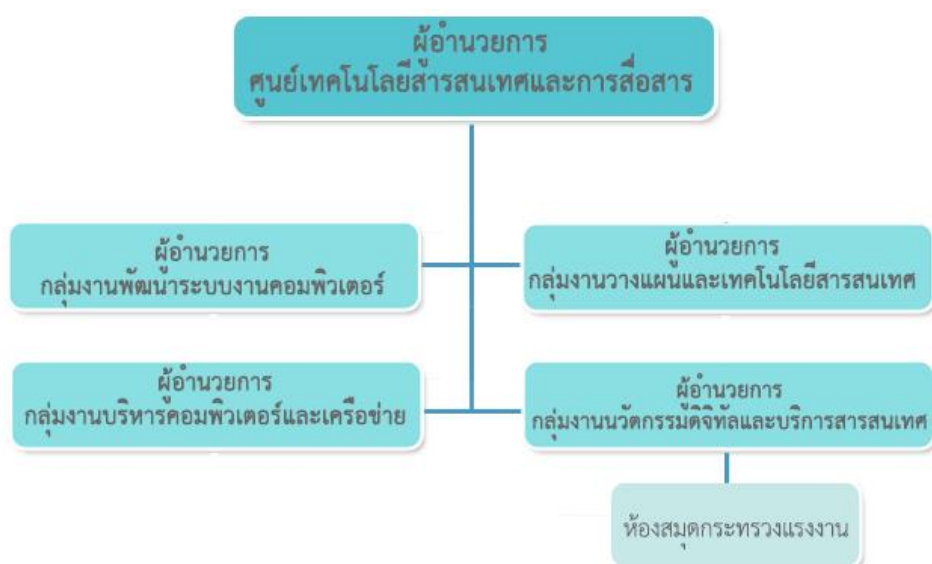 ผู้อำนวยการ
ศูนย์เทคโนโลยีสารสนเทศและการสื่อสาร
ผู้อำนวยการ
กลุ่มงานพัฒนาระบบงานคอมพิวเตอร์
ผู้อำนวยการ
กลุ่มงานวางแผนและเทคโนโลยีสารสนเทศ
ผู้อำนวยการ
กลุ่มงานบริหารคอมพิวเตอร์และเครือข่าย
ผู้อำนวยการ
กลุ่มงานนวัตกรรมดิจิทัลและบริการสารสนเทศ
ห้องสมุดกระทรวงแรงงาน